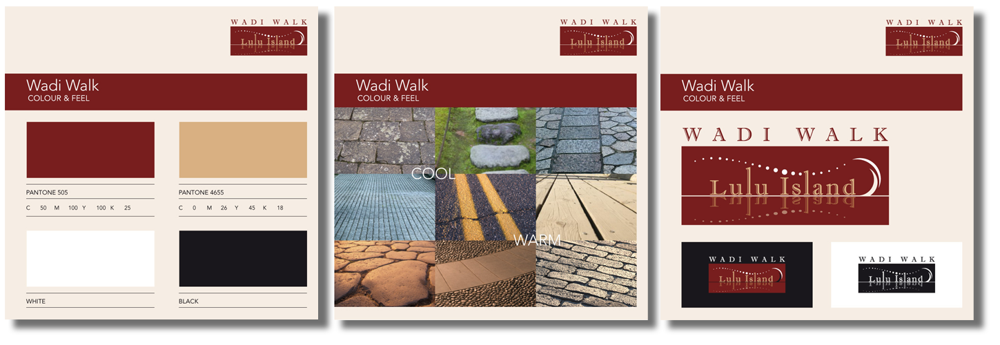 WADI WALK
Lulu Island
Wadi Walk
COLOUR & FEEL
PANTONE 505
C 50 M 100 Y 100 K 25
PANTONE 4655
C 0 M 26 Y 45 K 18
WHITE
BLACK
WADI WALK
Lulu Island
Wadi Walk
COLOUR & FEEL
COOL
WARM
WADI WALK
Lulu Island
Wadi Walk
COLOUR & FEEL
WADI WALK
Lulu Island
WADI WALK
Lulu Island
WADI WALK
Lulu Island